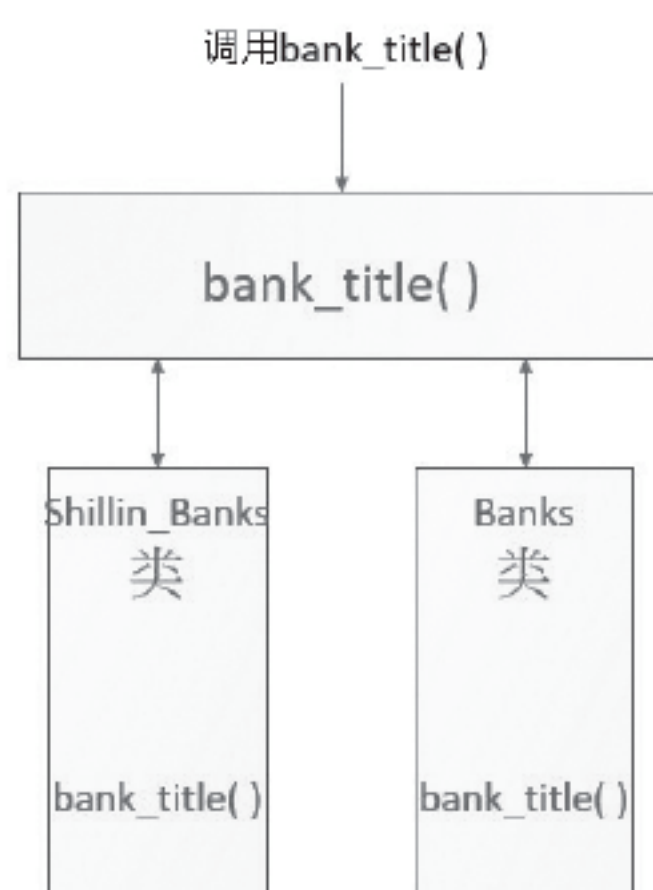 调用bank_title( )
bank_title( )
Shillin_Banks
类
bank_title( )
Banks
类
bank_title( )